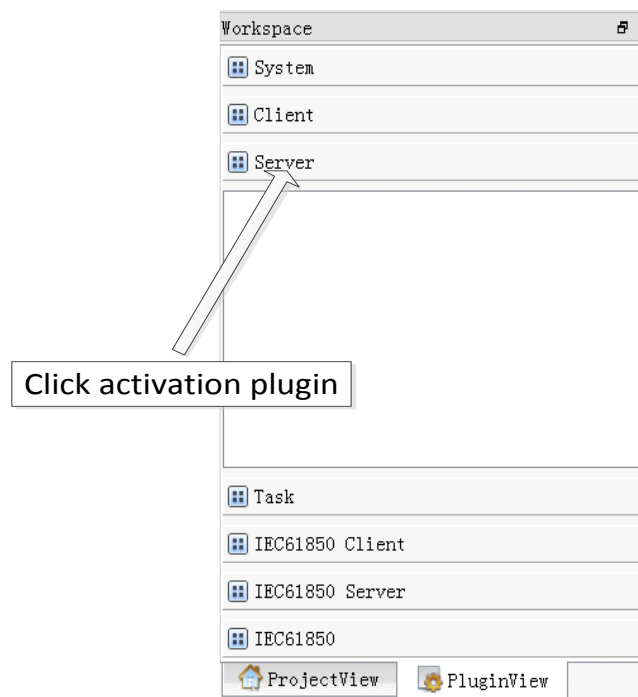 Workspace
System
Client
Server
Click activation plugin
Task
IEC61850 Client
IEC61850 Server
IEC61850
ProjectView PluginView